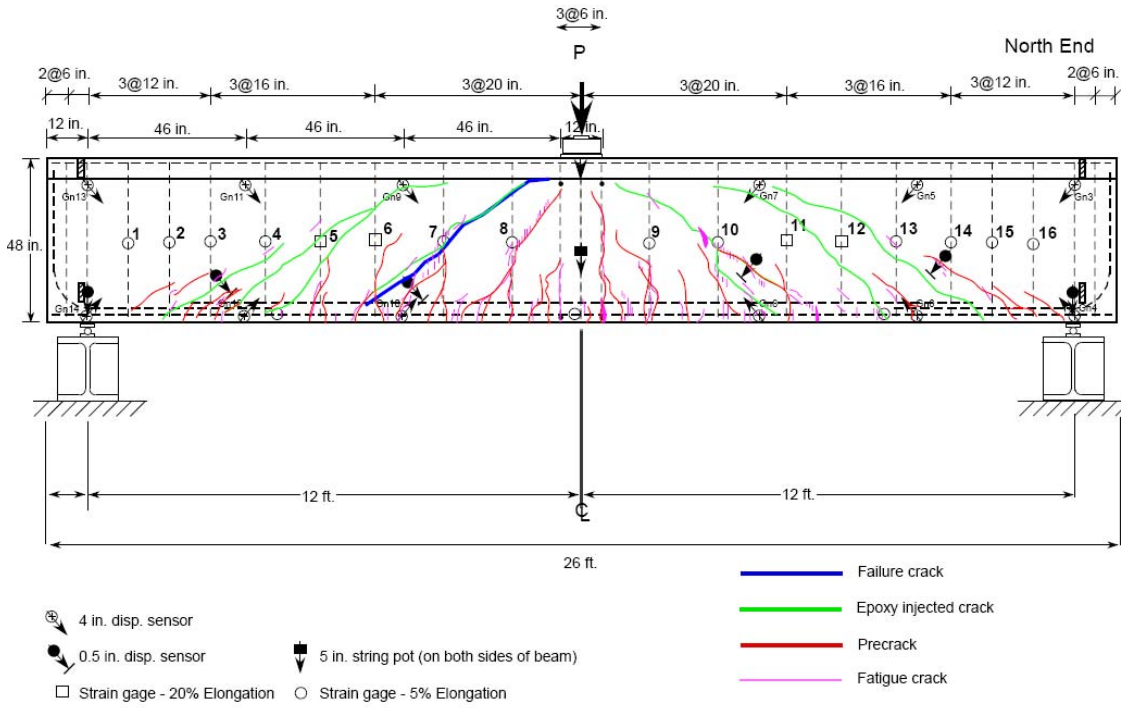 3@6 in.
P
North End
2@6 in.
3@12 in.
3@16 in.
3@20 in.
3@20 in.
3@16 in.
3@12 in.
2@6 in.
12 in.
46 in.
46 in.
46 in.
12 in.
48 in.
Gn13
Gn11
Gn9
Gn7
Gn5
Gn3
1
2
3
4
5
6
7
8
9
10
11
12
13
14
15
16
Gn14
Gn12
Gn10
Gn8
Gn6
Gn4
12 ft.
12 ft.
CL
26 ft.
Failure crack
Epoxy injected crack
Precrack
Fatigue crack
4 in. disp. sensor
0.5 in. disp. sensor
5 in. string pot (on both sides of beam)
Strain gage - 20% Elongation
Strain gage - 5% Elongation